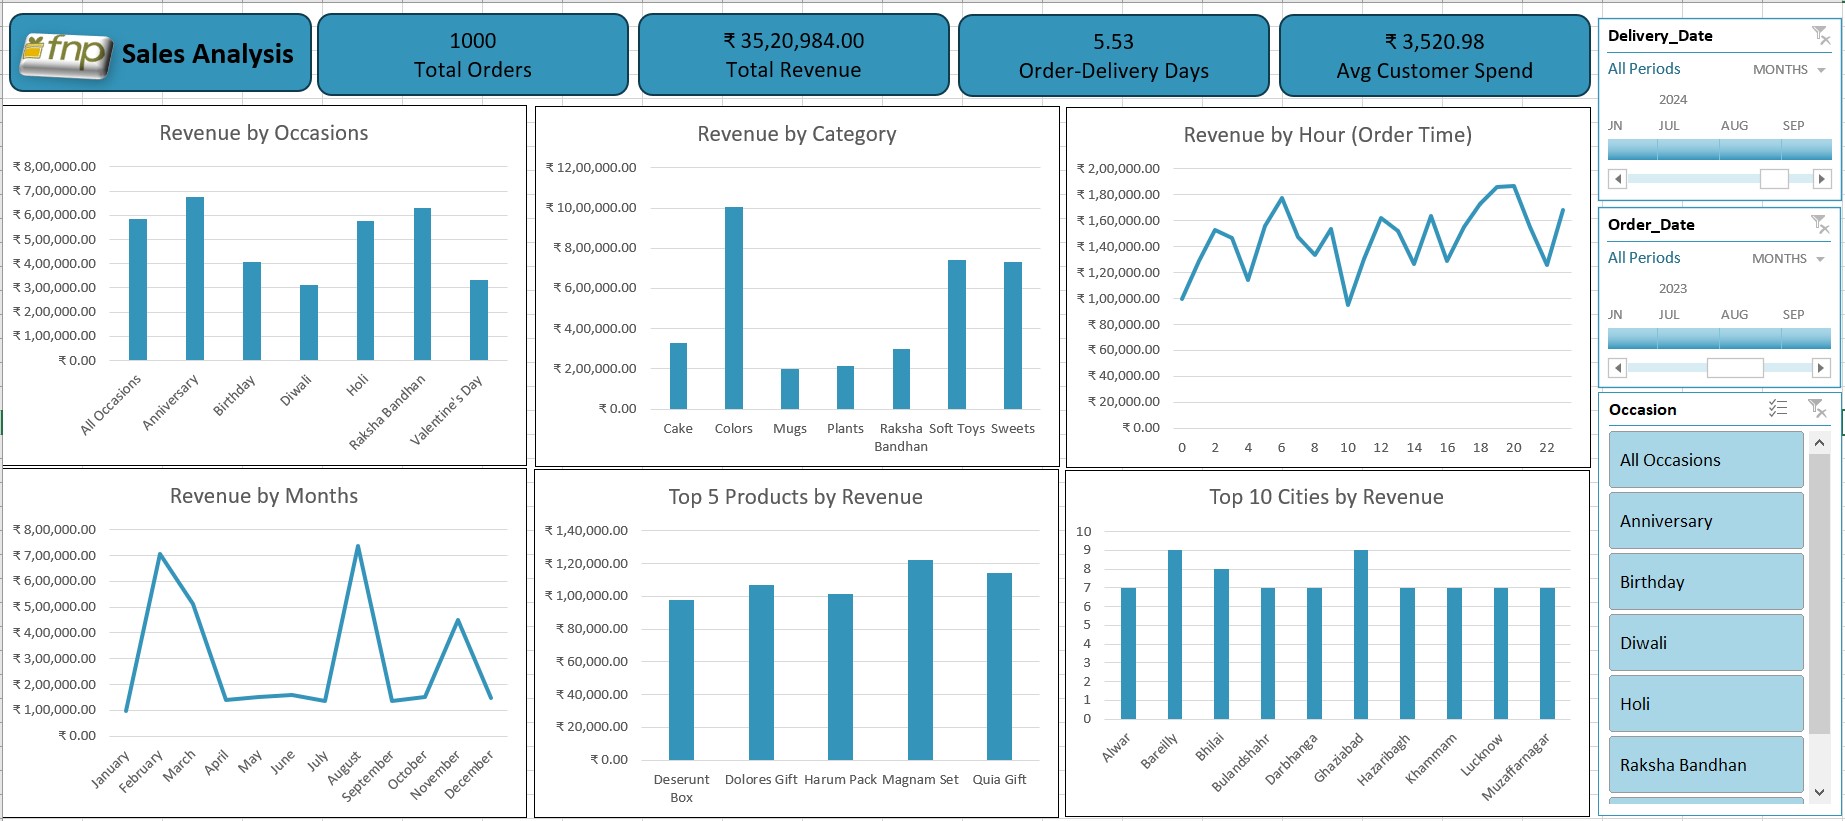 fnp
Sales Analysis
1000
Total Orders
₹ 35,20,984.00
Total Revenue
5.53
Order-Delivery Days
₹ 3,520.98
Avg Customer Spend
Revenue by Occasions
₹ 8,00,000.00
₹ 7,00,000.00
₹ 6,00,000.00
₹ 5,00,000.00
₹ 4,00,000.00
₹ 3,00,000.00
₹ 2,00,000.00
₹ 1,00,000.00
₹ 0.00
All Occasions
Anniversary
Birthday
Diwali
Holi
Raksha Bandhan
Valentine's Day
Revenue by Category
₹ 12,00,000.00
₹ 10,00,000.00
₹ 8,00,000.00
₹ 6,00,000.00
₹ 4,00,000.00
₹ 2,00,000.00
₹ 0.00
Cake Colors Mugs Plants Raksha Soft Toys Sweets
Bandhan
Revenue by Hour (Order Time)
₹ 2,00,000.00
₹ 1,80,000.00
₹ 1,60,000.00
₹ 1,40,000.00
₹ 1,20,000.00
₹ 1,00,000.00
₹ 80,000.00
₹ 60,000.00
₹ 40,000.00
₹ 20,000.00
₹ 0.00
0 2 4 6 8 10 12 14 16 18 20 22
Revenue by Months
₹ 8,00,000.00
₹ 7,00,000.00
₹ 6,00,000.00
₹ 5,00,000.00
₹ 4,00,000.00
₹ 3,00,000.00
₹ 2,00,000.00
₹ 1,00,000.00
₹ 0.00
January
February
March
April
May
June
July
August
September
October
November
December
Top 5 Products by Revenue
₹ 1,40,000.00
₹ 1,20,000.00
₹ 1,00,000.00
₹ 80,000.00
₹ 60,000.00
₹ 40,000.00
₹ 20,000.00
₹ 0.00
Deserunt Dolores Gift Harum Pack Magnam Set Quia Gift
Box
Top 10 Cities by Revenue
10
9
8
7
6
5
4
3
2
1
0
Alwar
Bareilly
Bhilai
Bulandshahr
Darbhanga
Ghaziabad
Hazaribagh
Khammam
Lucknow
Muzaffarnagar
Delivery_Date
All Periods MONTHS
2024
JN JUL AUG SEP
Order_Date
All Periods MONTHS
2023
JN JUL AUG SEP
Occasion
All Occasions
Anniversary
Birthday
Diwali
Holi
Raksha Bandhan